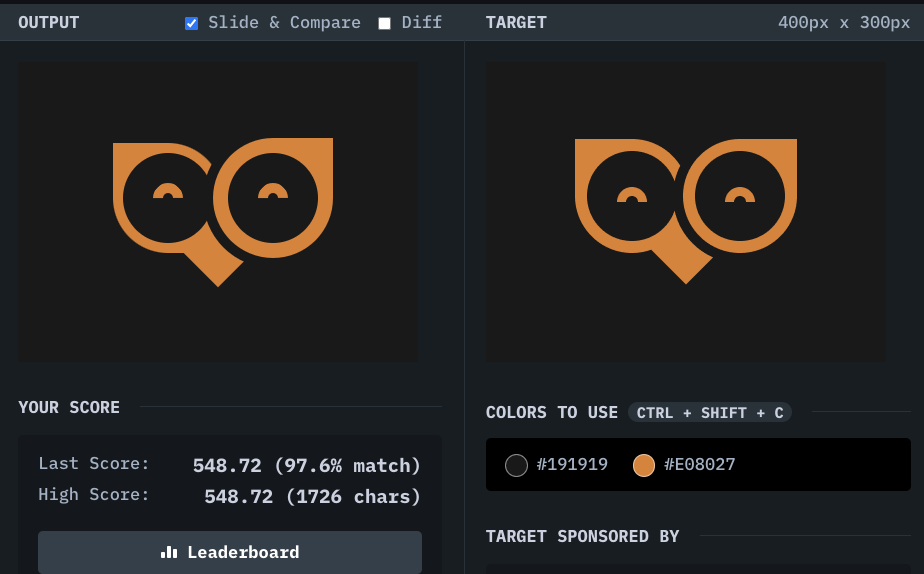 OUTPUT
Slide & Compare
Diff
TARGET
400px x 300px
YOUR SCORE
Last Score: 548.72 (97.6% match)
High Score: 548.72 (1726 chars)
Leaderboard
COLORS TO USE CTRL + SHIFT + C
#191919 #E08027
TARGET SPONSORED BY